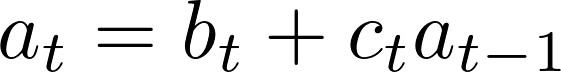 a_t = b_t + c_t a_{t-1}